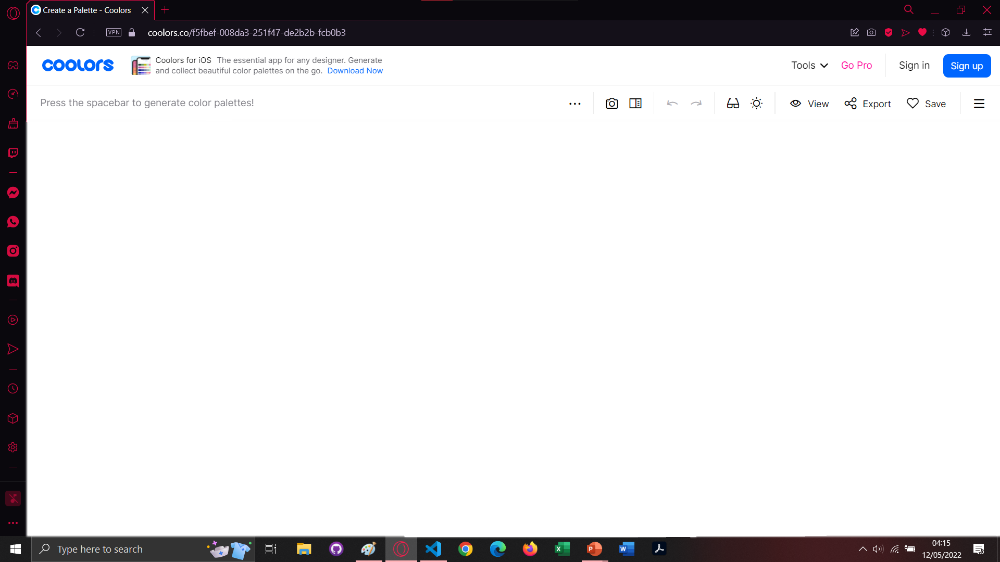 Create a Palette - Coolors
VPN
coolors.co/f5fbef-008da3-251f47-de2b2b-fcb0b3
coolors
Coolors for iOS The essential app for any designer. Generate
and collect beautiful color palettes on the go. Download Now
Tools
Go Pro
Sign in
Sign up
Press the spacebar to generate color palettes!
View
Export
Save
Type here to search
04:15
12/05/2022